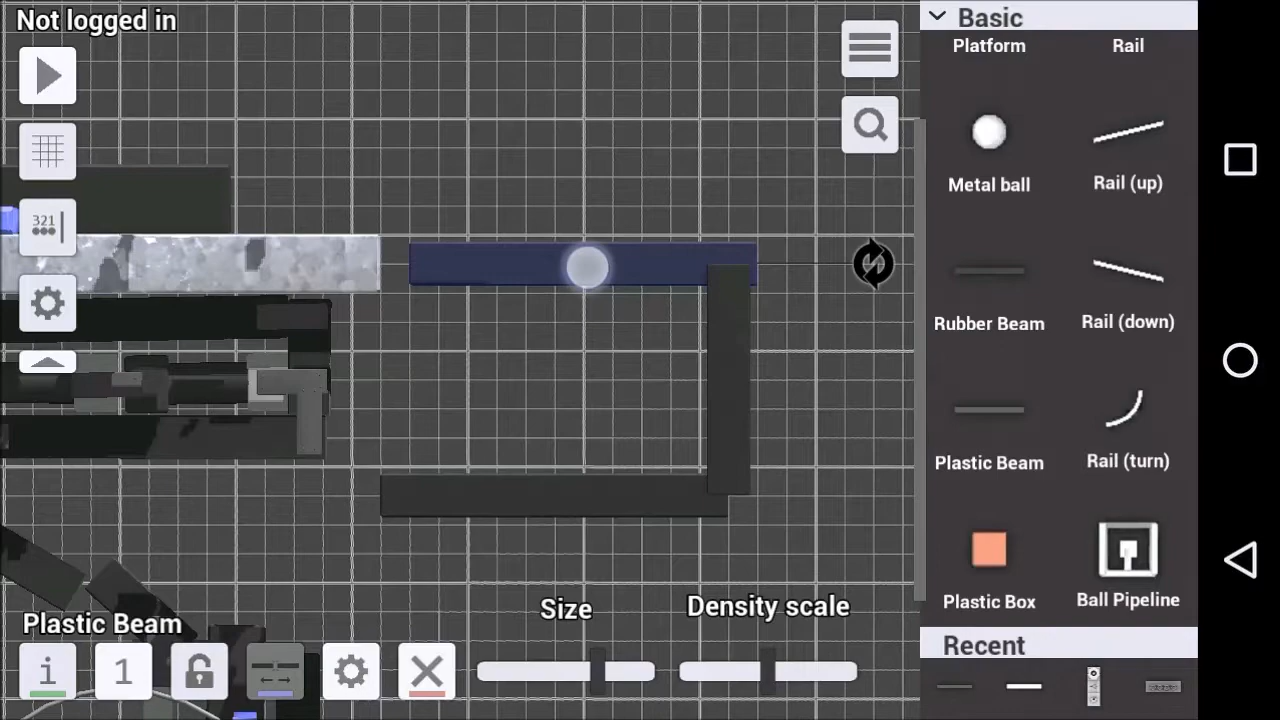 Not logged in
Basic
Platform
Rail
321
Metal ball
Rail (up)
Rubber Beam
Rail (down)
Plastic Beam
Rail (turn)
Plastic Box
Ball Pipeline
Size
Density scale
Plastic Beam
i
1
Recent